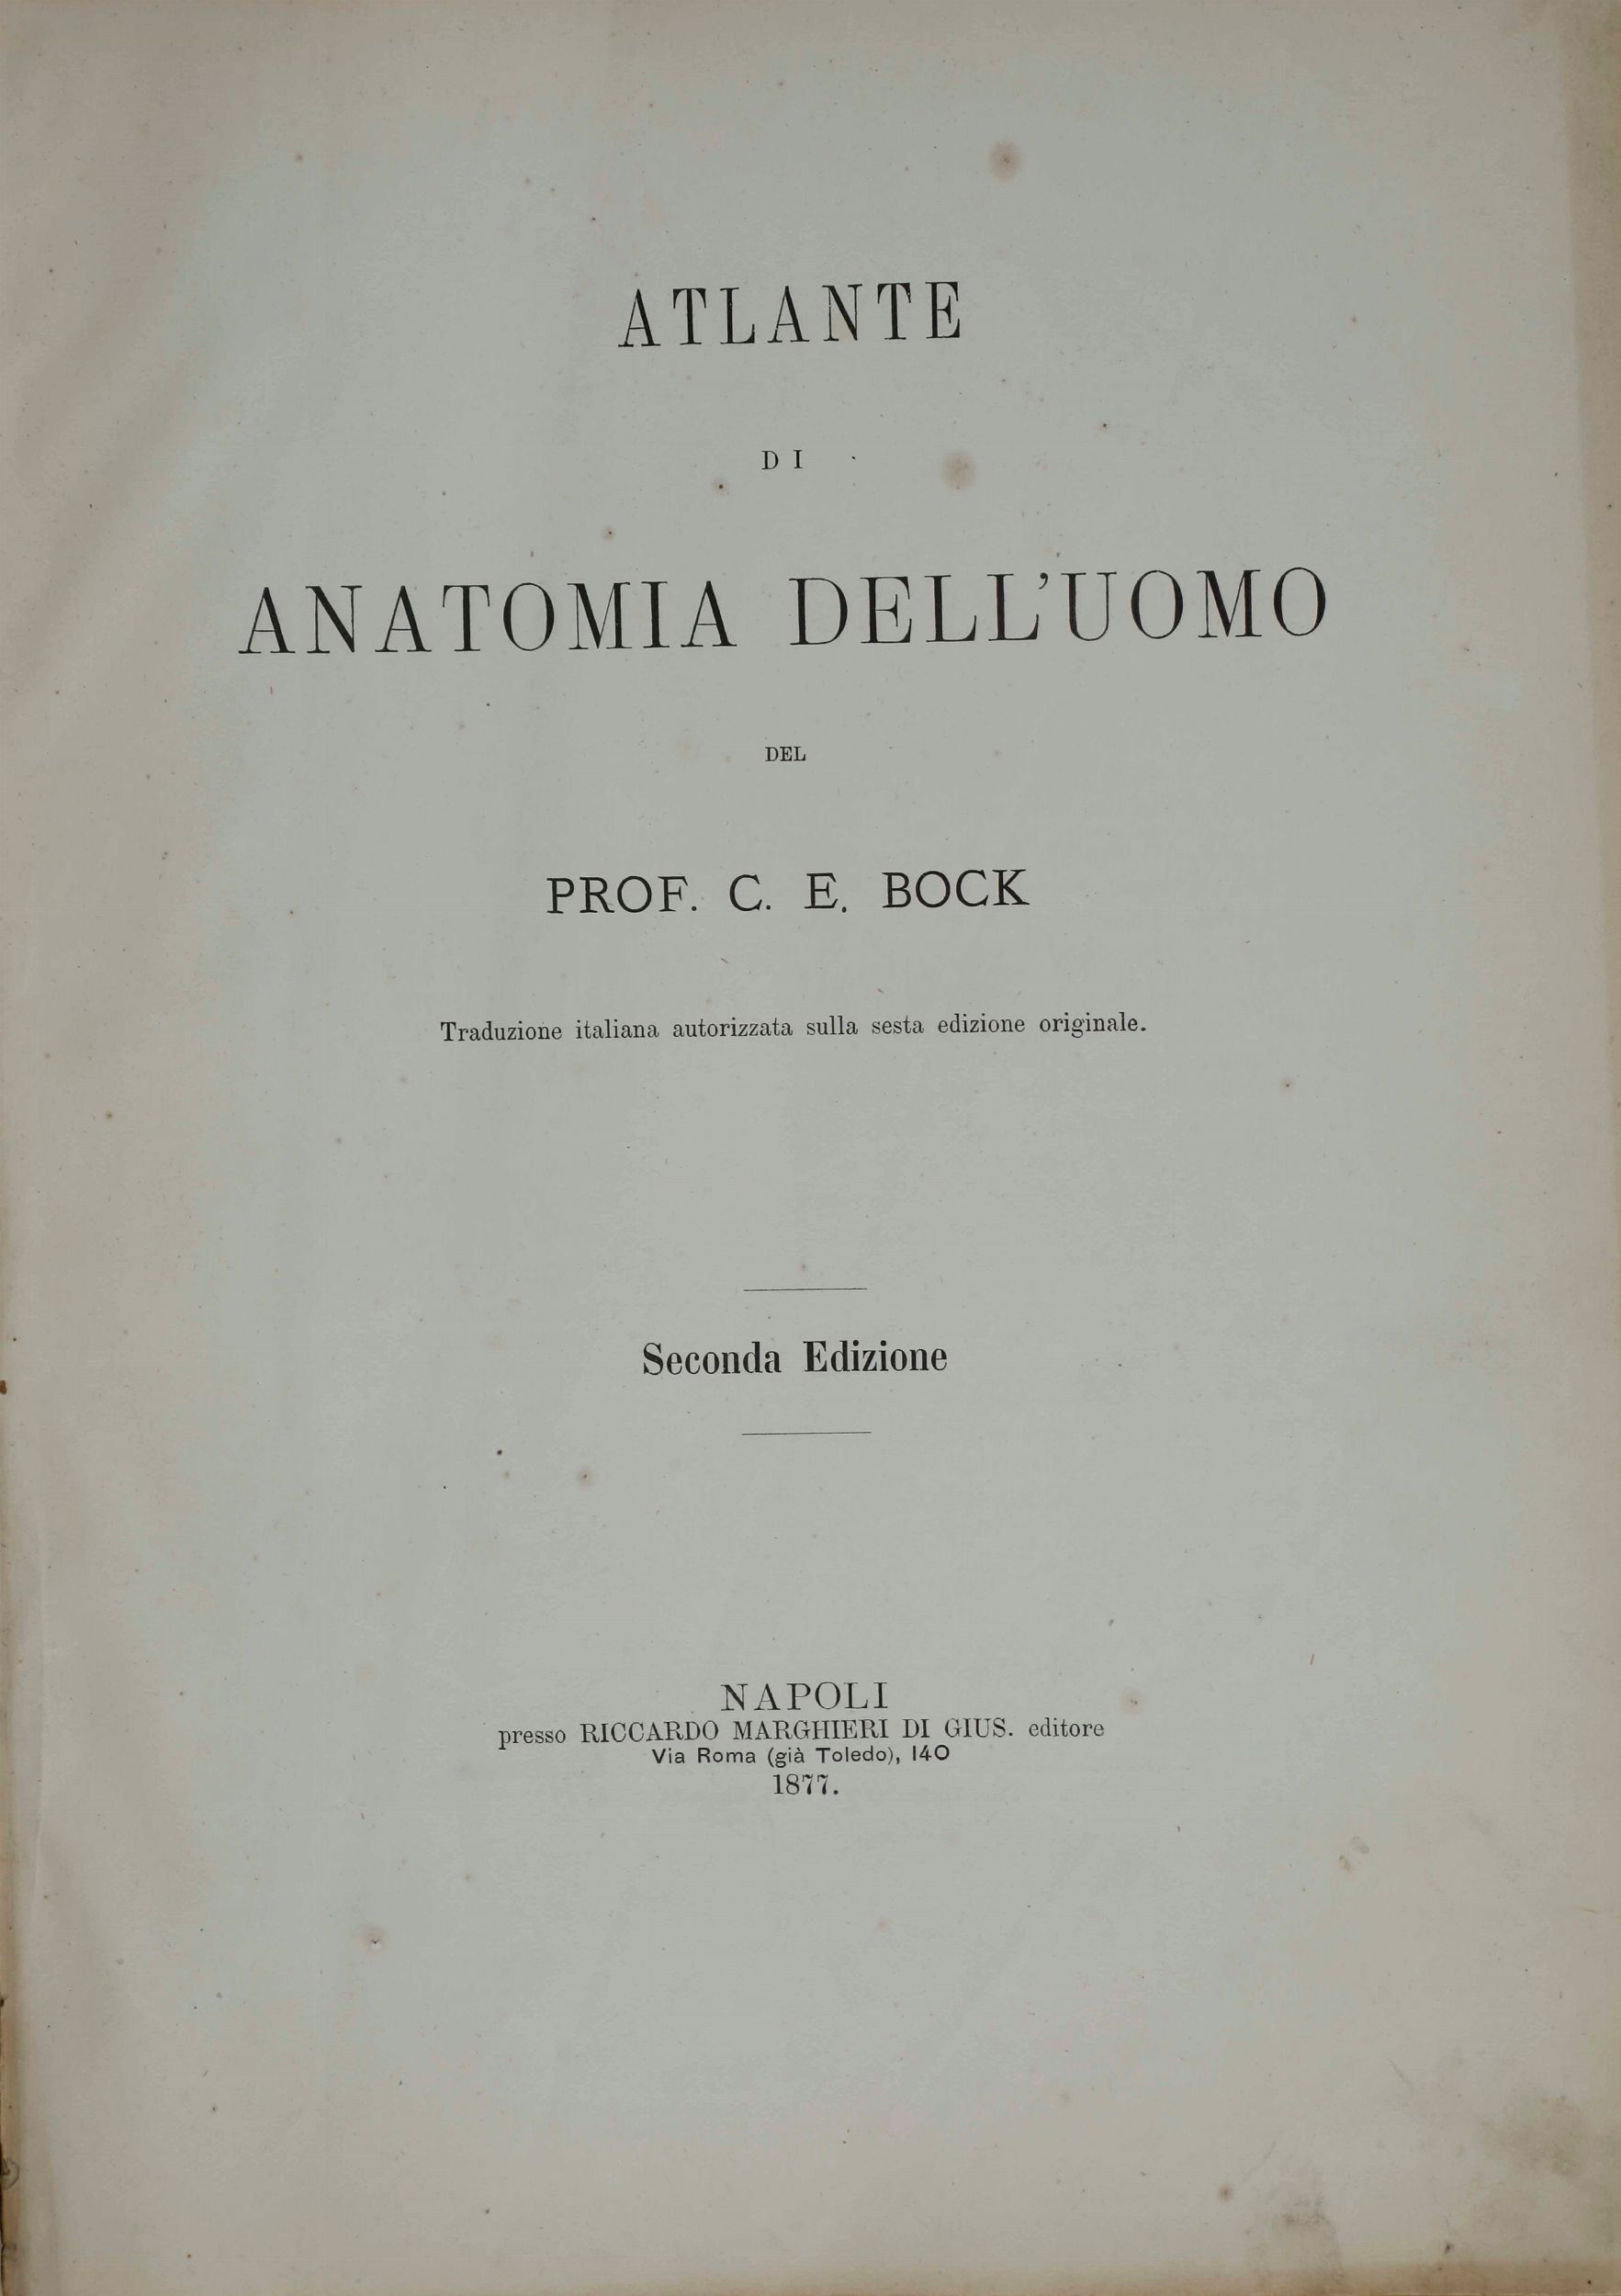 ATLANTE
DI
ANATOMIA DELL'UOMO
DEL
PROF. C. E. BOCK
Traduzione italiana autorizzata sulla sesta edizione originale.
Seconda Edizione
NAPOLI
presso RICCARDO MARGHIERI DI GIUS. editore
Via Roma (già Toledo), 140
1877.